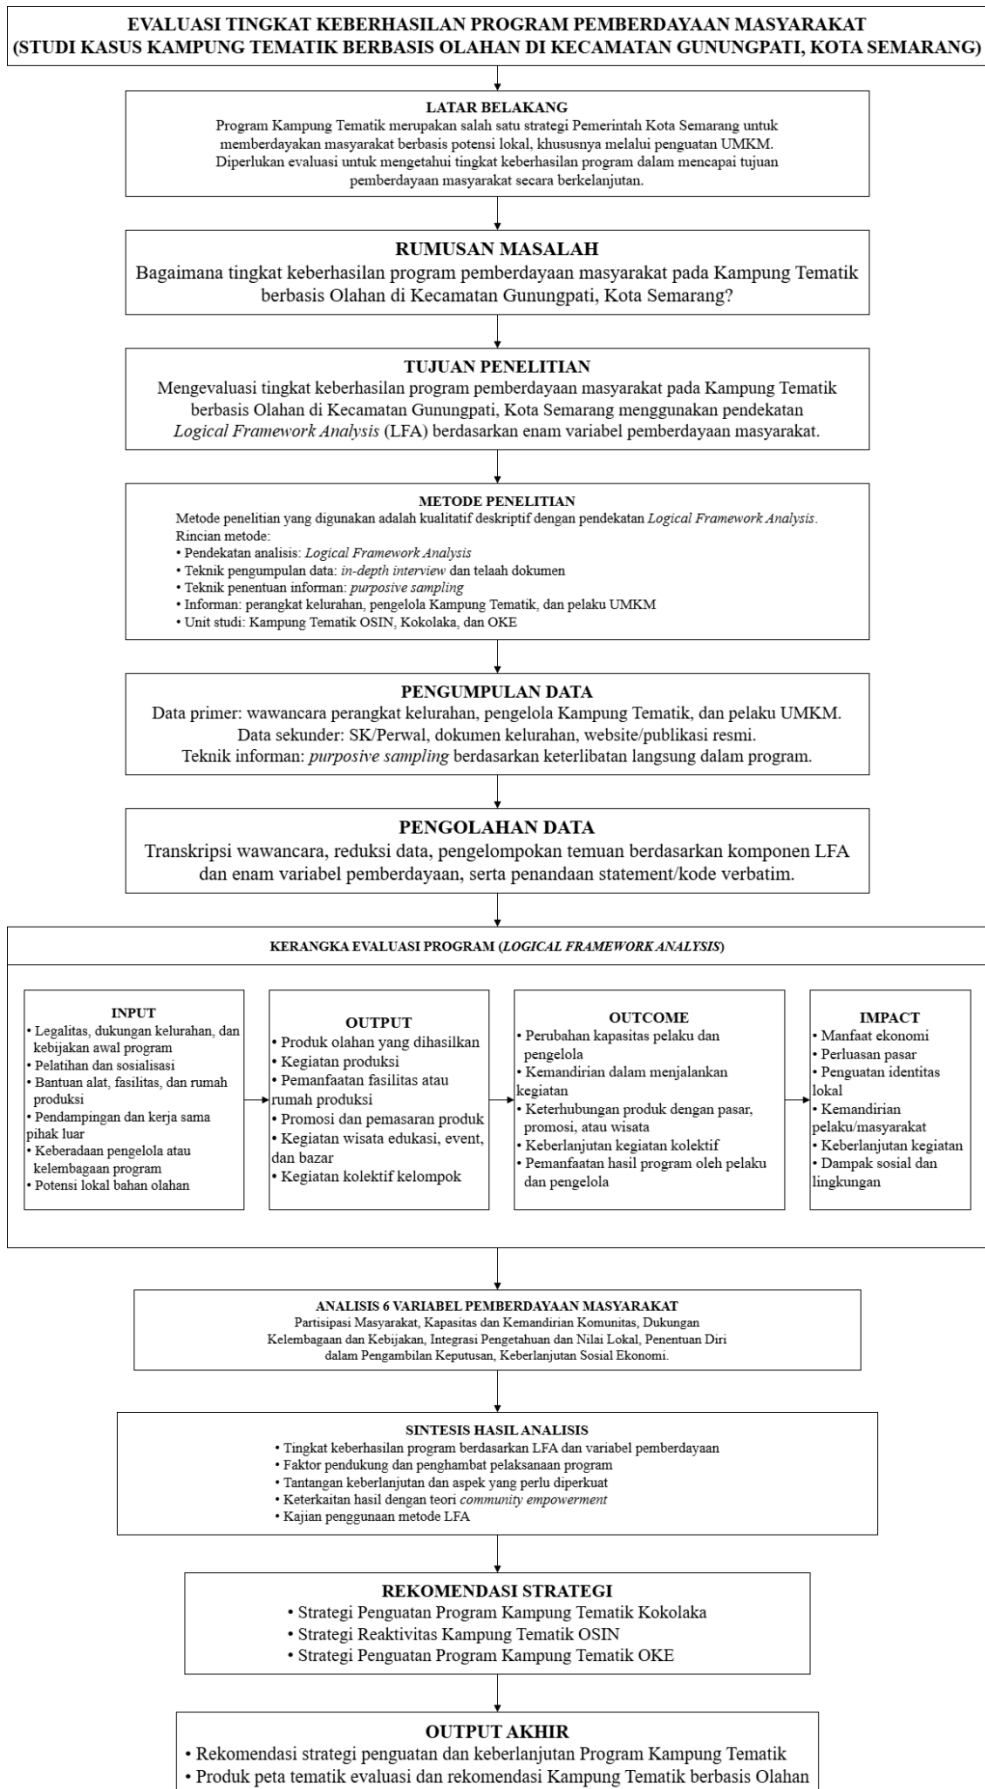 EVALUASI TINGKAT KEBERHASILAN PROGRAM PEMBERDAYAAN MASYARAKAT
(STUDI KASUS KAMPUNG TEMATIK BERBASIS OLAHAN DI KECAMATAN GUNUNGPATI, KOTA SEMARANG)
LATAR BELAKANG
Program Kampung Tematik merupakan salah satu strategi Pemerintah Kota Semarang untuk
memberdayakan masyarakat berbasis potensi lokal, khususnya melalui penguatan UMKM.
Diperlukan evaluasi untuk mengetahui tingkat keberhasilan program dalam mencapai tujuan
pemberdayaan masyarakat secara berkelanjutan.
RUMUSAN MASALAH
Bagaimana tingkat keberhasilan program pemberdayaan masyarakat pada Kampung Tematik
berbasis Olahan di Kecamatan Gunungpati, Kota Semarang?
TUJUAN PENELITIAN
Mengevaluasi tingkat keberhasilan program pemberdayaan masyarakat pada Kampung Tematik
berbasis Olahan di Kecamatan Gunungpati, Kota Semarang menggunakan pendekatan
Logical Framework Analysis (LFA) berdasarkan enam variabel pemberdayaan masyarakat.
METODE PENELITIAN
Metode penelitian yang digunakan adalah kualitatif deskriptif dengan pendekatan Logical Framework Analysis.
Rincian metode:
• Pendekatan analisis: Logical Framework Analysis
• Teknik pengumpulan data: in-depth interview dan telaah dokumen
• Teknik penentuan informan: purposive sampling
• Informan: perangkat kelurahan, pengelola Kampung Tematik, dan pelaku UMKM
• Unit studi: Kampung Tematik OSIN, Kokolaka, dan OKE
PENGUMPULAN DATA
Data primer: wawancara perangkat kelurahan, pengelola Kampung Tematik, dan pelaku UMKM.
Data sekunder: SK/Perwal, dokumen kelurahan, website/publikasi resmi.
Teknik informan: purposive sampling berdasarkan keterlibatan langsung dalam program.
PENGOLAHAN DATA
Transkripsi wawancara, reduksi data, pengelompokan temuan berdasarkan komponen LFA
dan enam variabel pemberdayaan, serta penandaan statement/kode verbatim.
KERANGKA EVALUASI PROGRAM (LOGICAL FRAMEWORK ANALYSIS)
INPUT
• Legalitas, dukungan kelurahan, dan
kebijakan awal program
• Pelatihan dan sosialisasi
• Bantuan alat, fasilitas, dan rumah
produksi
• Pendampingan dan kerja sama
pihak luar
• Keberadaan pengelola atau
kelembagaan program
• Potensi lokal bahan olahan
OUTPUT
• Produk olahan yang dihasilkan
• Kegiatan produksi
• Pemanfaatan fasilitas atau
rumah produksi
• Promosi dan pemasaran produk
• Kegiatan wisata edukasi, event,
dan bazar
• Kegiatan kolektif kelompok
OUTCOME
• Perubahan kapasitas pelaku dan
pengelola
• Kemandirian dalam menjalankan
kegiatan
• Keterhubungan produk dengan pasar,
promosi, atau wisata
• Keberlanjutan kegiatan kolektif
• Pemanfaatan hasil program oleh pelaku
dan pengelola
IMPACT
• Manfaat ekonomi
• Perluasan pasar
• Penguatan identitas
lokal
• Kemandirian
pelaku/masyarakat
• Keberlanjutan kegiatan
• Dampak sosial dan
lingkungan
ANALISIS 6 VARIABEL PEMBERDAYAAN MASYARAKAT
Partisipasi Masyarakat, Kapasitas dan Kemandirian Komunitas, Dukungan
Kelembagaan dan Kebijakan, Integrasi Pengetahuan dan Nilai Lokal, Penentuan Diri
dalam Pengambilan Keputusan, Keberlanjutan Sosial Ekonomi.
SINTESIS HASIL ANALISIS
• Tingkat keberhasilan program berdasarkan LFA dan variabel pemberdayaan
• Faktor pendukung dan penghambat pelaksanaan program
• Tantangan keberlanjutan dan aspek yang perlu diperkuat
• Keterkaitan hasil dengan teori community empowerment
• Kajian penggunaan metode LFA
REKOMENDASI STRATEGI
• Strategi Penguatan Program Kampung Tematik Kokolaka
• Strategi Reaktivitas Kampung Tematik OSIN
• Strategi Penguatan Program Kampung Tematik OKE
OUTPUT AKHIR
• Rekomendasi strategi penguatan dan keberlanjutan Program Kampung Tematik
• Produk peta tematik evaluasi dan rekomendasi Kampung Tematik berbasis Olahan